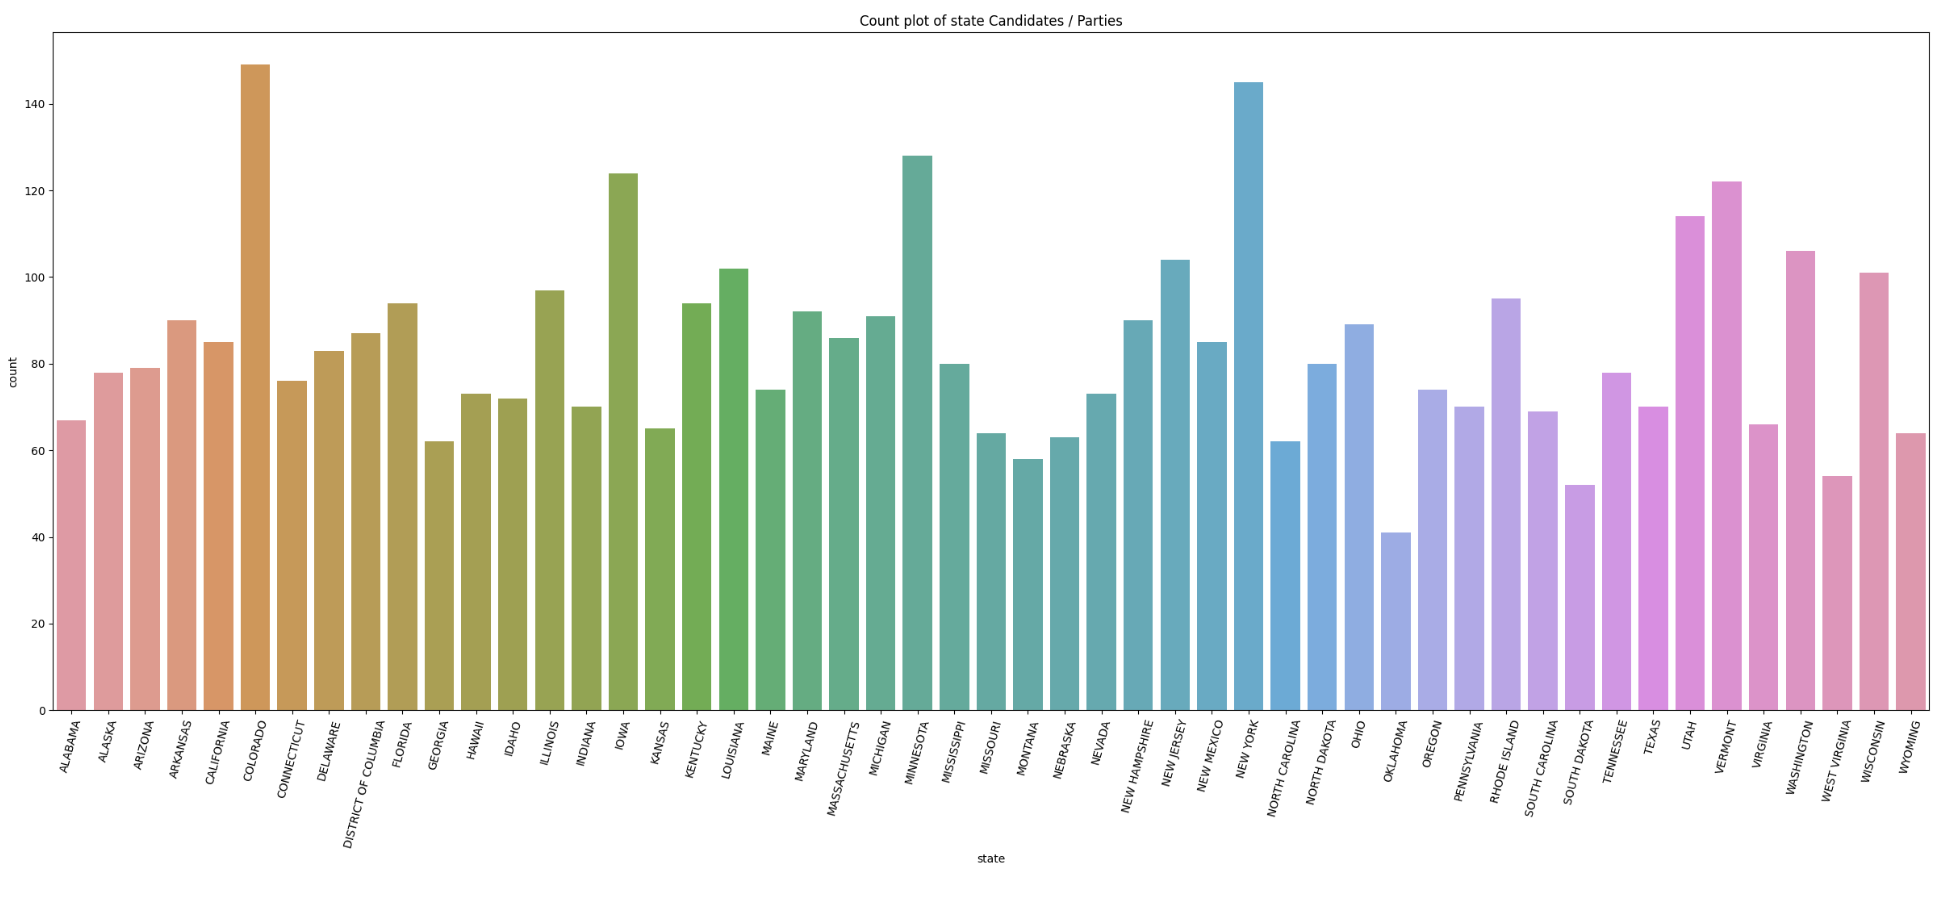 Count plot of state Candidates / Parties
count
140
120
100
80
60
40
20
0
ALABAMA
ALASKA
ARIZONA
ARKANSAS
CALIFORNIA
COLORADO
CONNECTICUT
DELAWARE
DISTRICT OF COLUMBIA
FLORIDA
GEORGIA
HAWAII
IDAHO
ILLINOIS
INDIANA
IOWA
KANSAS
KENTUCKY
LOUISIANA
MAINE
MARYLAND
MASSACHUSETTS
MICHIGAN
MINNESOTA
MISSISSIPPI
MISSOURI
MONTANA
NEBRASKA
NEVADA
NEW HAMPSHIRE
NEW JERSEY
NEW MEXICO
NEW YORK
NORTH CAROLINA
NORTH DAKOTA
OHIO
OKLAHOMA
OREGON
PENNSYLVANIA
RHODE ISLAND
SOUTH CAROLINA
SOUTH DAKOTA
TENNESSEE
TEXAS
UTAH
VERMONT
VIRGINIA
WASHINGTON
WEST VIRGINIA
WISCONSIN
WYOMING
state